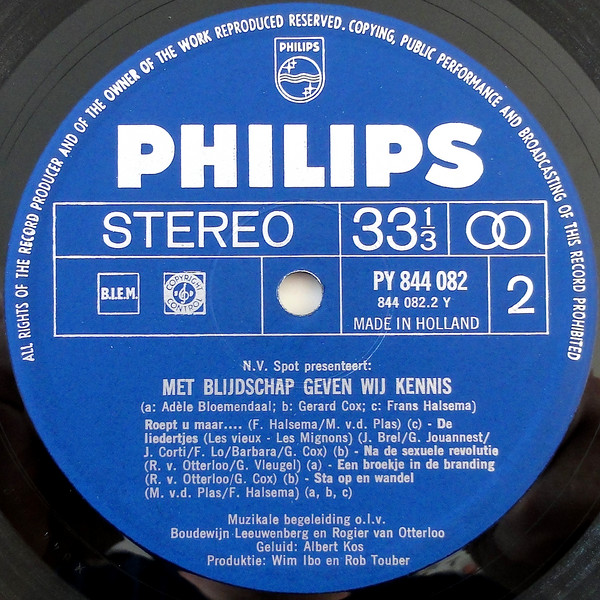 ALL RIGHTS OF THE RECORD PRODUCER AND OF THE OWNER OF THE WORK REPRODUCED RESERVED. COPYING, PUBLIC PERFORMANCE AND BROADCASTING OF THIS RECORD PROHIBITED
PHILIPS
PHILIPS
STEREO 33 1/3
B.I.E.M. COPYRIGHT CONTROL PY 844 082 2
844 082.2 Y
MADE IN HOLLAND
N.V. Spot presenteert:
MET BLIJDSCHAP GEVEN WIJ KENNIS
(a: Adèle Bloemendaal; b: Gerard Cox; c: Frans Halsema)
Roept u maar.... (F. Halsema/M. v.d. Plas) (c) - De
liedertjes (Les vieux - Les Mignons) (J. Brel/G. Jouannest/
J. Corti/F. Lo/Barbara/G. Cox) (b) - Na de sexuele revolutie
(R. v. Otterloo/G. Vleugel) (a) - Een broekje in de branding
(R. v. Otterloo/G. Cox) (b) - Sta op en wandel
(M. v.d. Plas/F. Halsema) (a, b, c)
Muzikale begeleiding o.l.v.
Boudewijn Leeuwenberg en Rogier van Otterloo
Geluid: Albert Kos
Produktie: Wim Ibo en Rob Touber